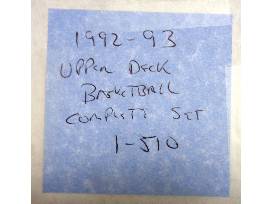 1992-93
UPPER DECK
BASKETBALL
COMPLETE SET
1-510